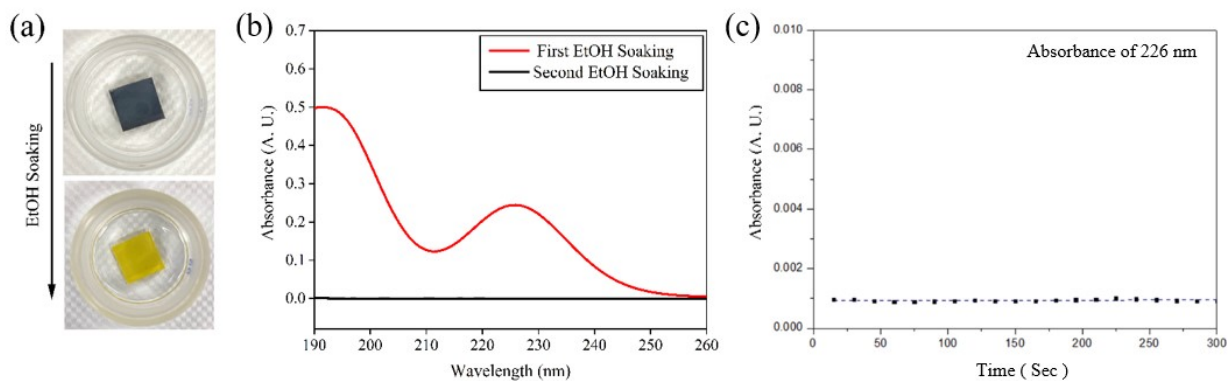 (a)
EtOH Soaking
(b)
0.7
0.6
0.5
0.4
0.3
0.2
0.1
0.0
Absorbance (A. U.)
First EtOH Soaking
Second EtOH Soaking
190 200 210 220 230 240 250 260
Wavelength (nm)
(c)
0.010
0.008
0.006
0.004
0.002
0.000
Absorbance (A. U.)
Absorbance of 226 nm
0 50 100 150 200 250 300
Time ( Sec )